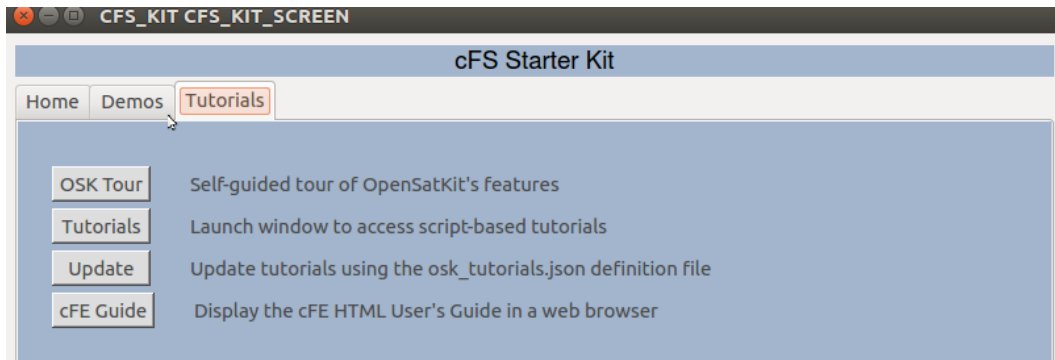 CFS_KIT CFS_KIT_SCREEN
cFS Starter Kit
Home Demos Tutorials
OSK Tour Self-guided tour of OpenSatKit's features
Tutorials Launch window to access script-based tutorials
Update Update tutorials using the osk_tutorials.json definition file
cFE Guide Display the cFE HTML User's Guide in a web browser